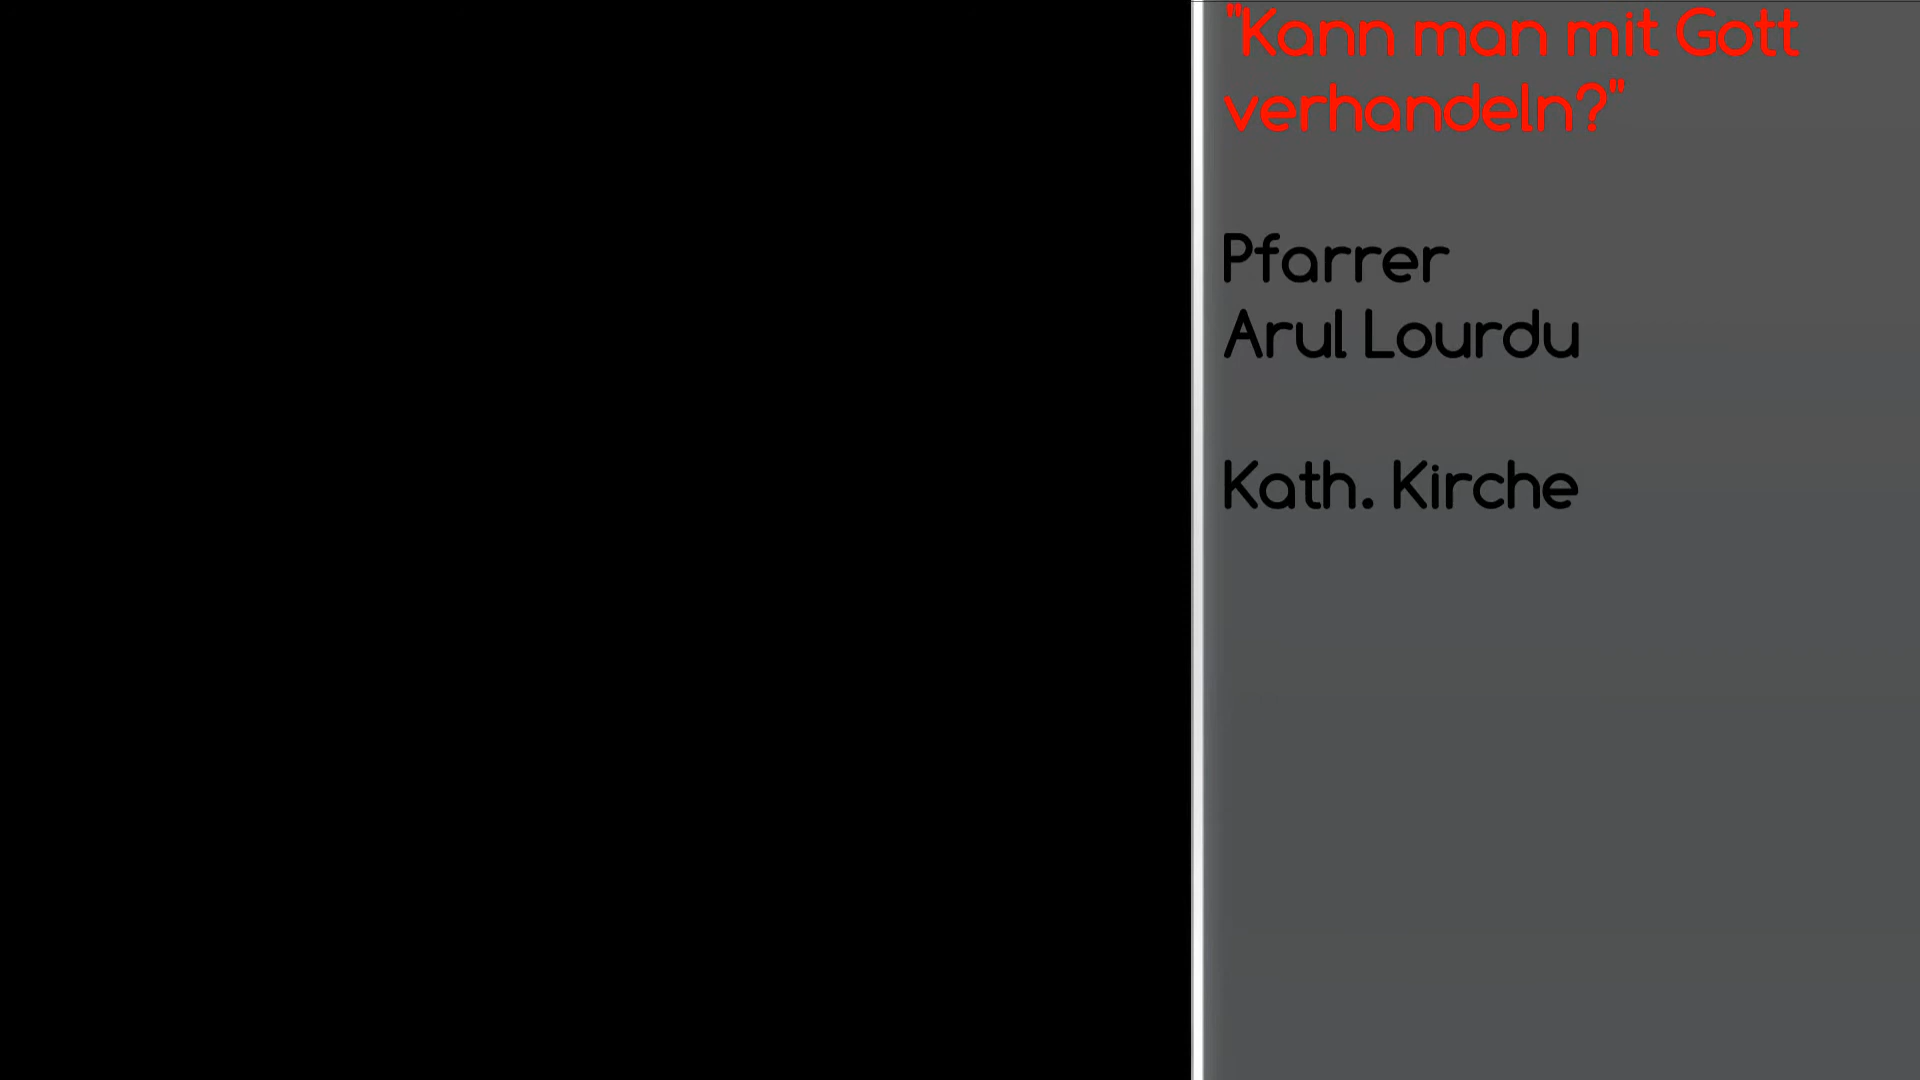 "Kann man mit Gott
verhandeln?"
Pfarrer
Arul Lourdu
Kath. Kirche